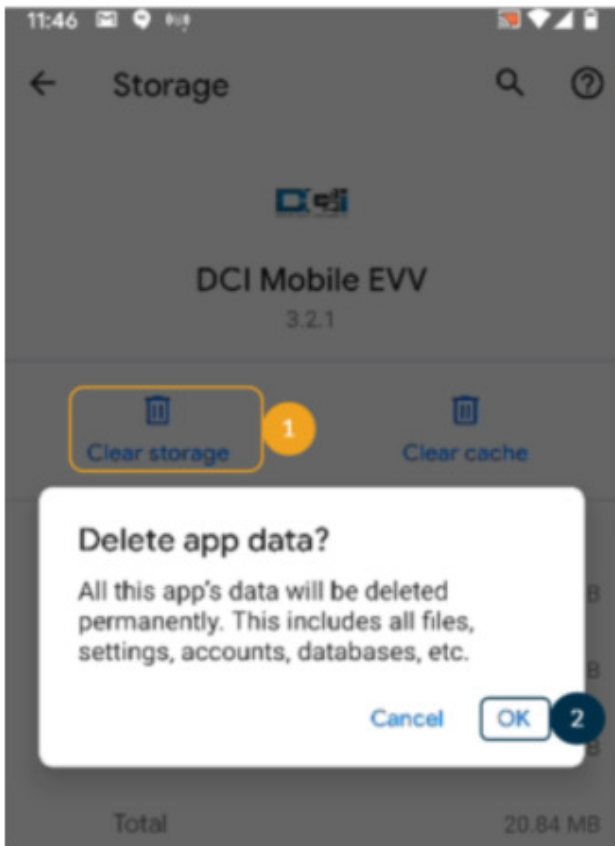 11:46
Storage
DCI
DCI Mobile EVV
3.2.1
Clear storage
1
Clear cache
Delete app data?
All this app's data will be deleted
permanently. This includes all files,
settings, accounts, databases, etc.
B
B
Cancel
OK
2
B
Total
20.84 MB